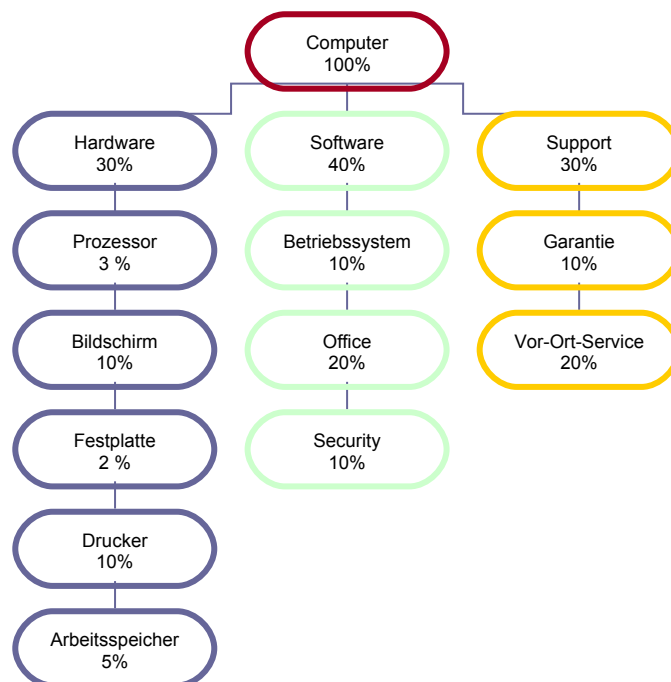 Computer
100%
Hardware
30%
Software
40%
Support
30%
Prozessor
3 %
Betriebssystem
10%
Garantie
10%
Bildschirm
10%
Office
20%
Vor-Ort-Service
20%
Festplatte
2 %
Security
10%
Drucker
10%
Arbeitsspeicher
5%